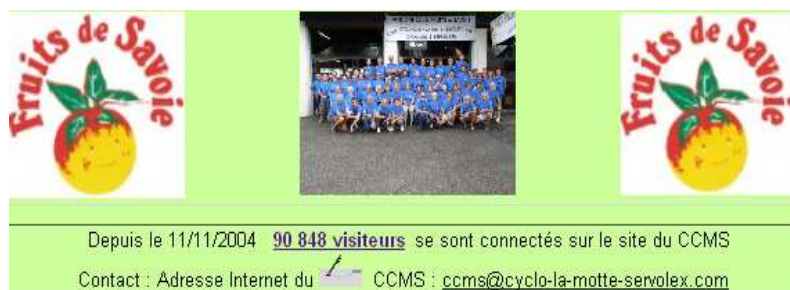 Fruits de Savoie
Fruits de Savoie
Depuis le 11/11/2004 90 848 visiteurs se sont connectés sur le site du CCMS
Contact : Adresse Internet du CCMS : ccms@cyclo-la-motte-servolex.com